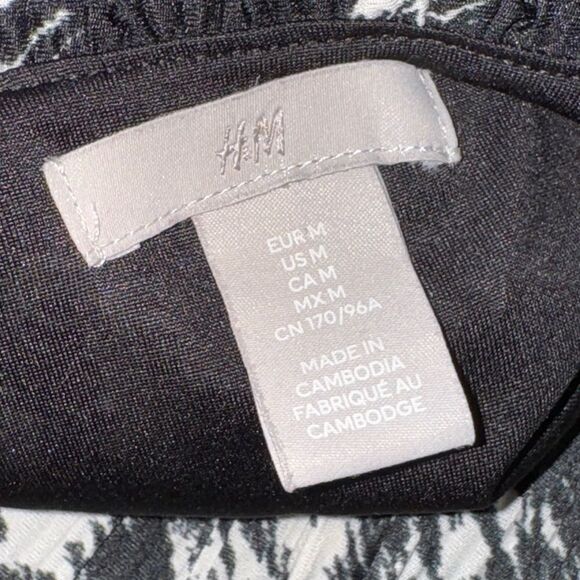 H&M
EUR M
US M
CA M
MX M
CN 170/96A
MADE IN
CAMBODIA
FABRIQUÉ AU
CAMBODGE